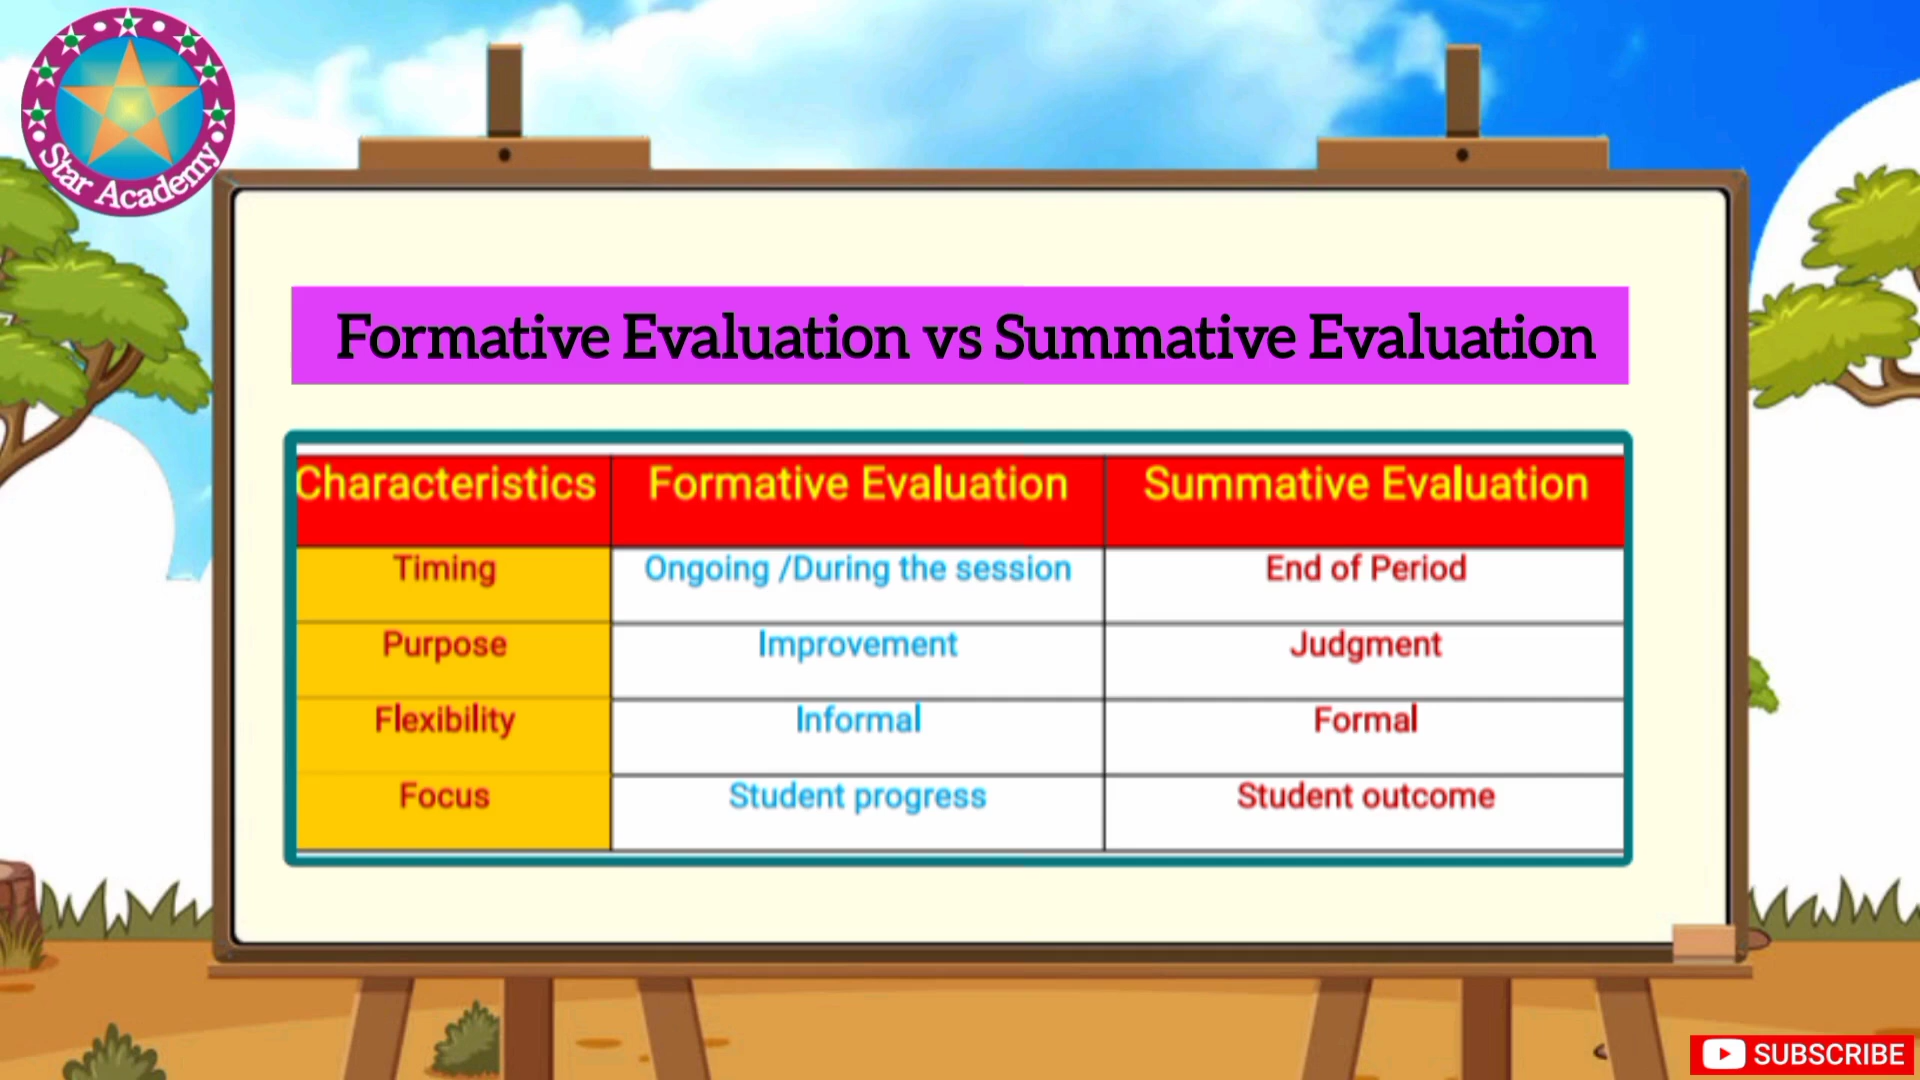 Star Academy
Formative Evaluation vs Summative Evaluation
Characteristics Formative Evaluation Summative Evaluation
Timing Ongoing /During the session End of Period
Purpose Improvement Judgment
Flexibility Informal Formal
Focus Student progress Student outcome
SUBSCRIBE